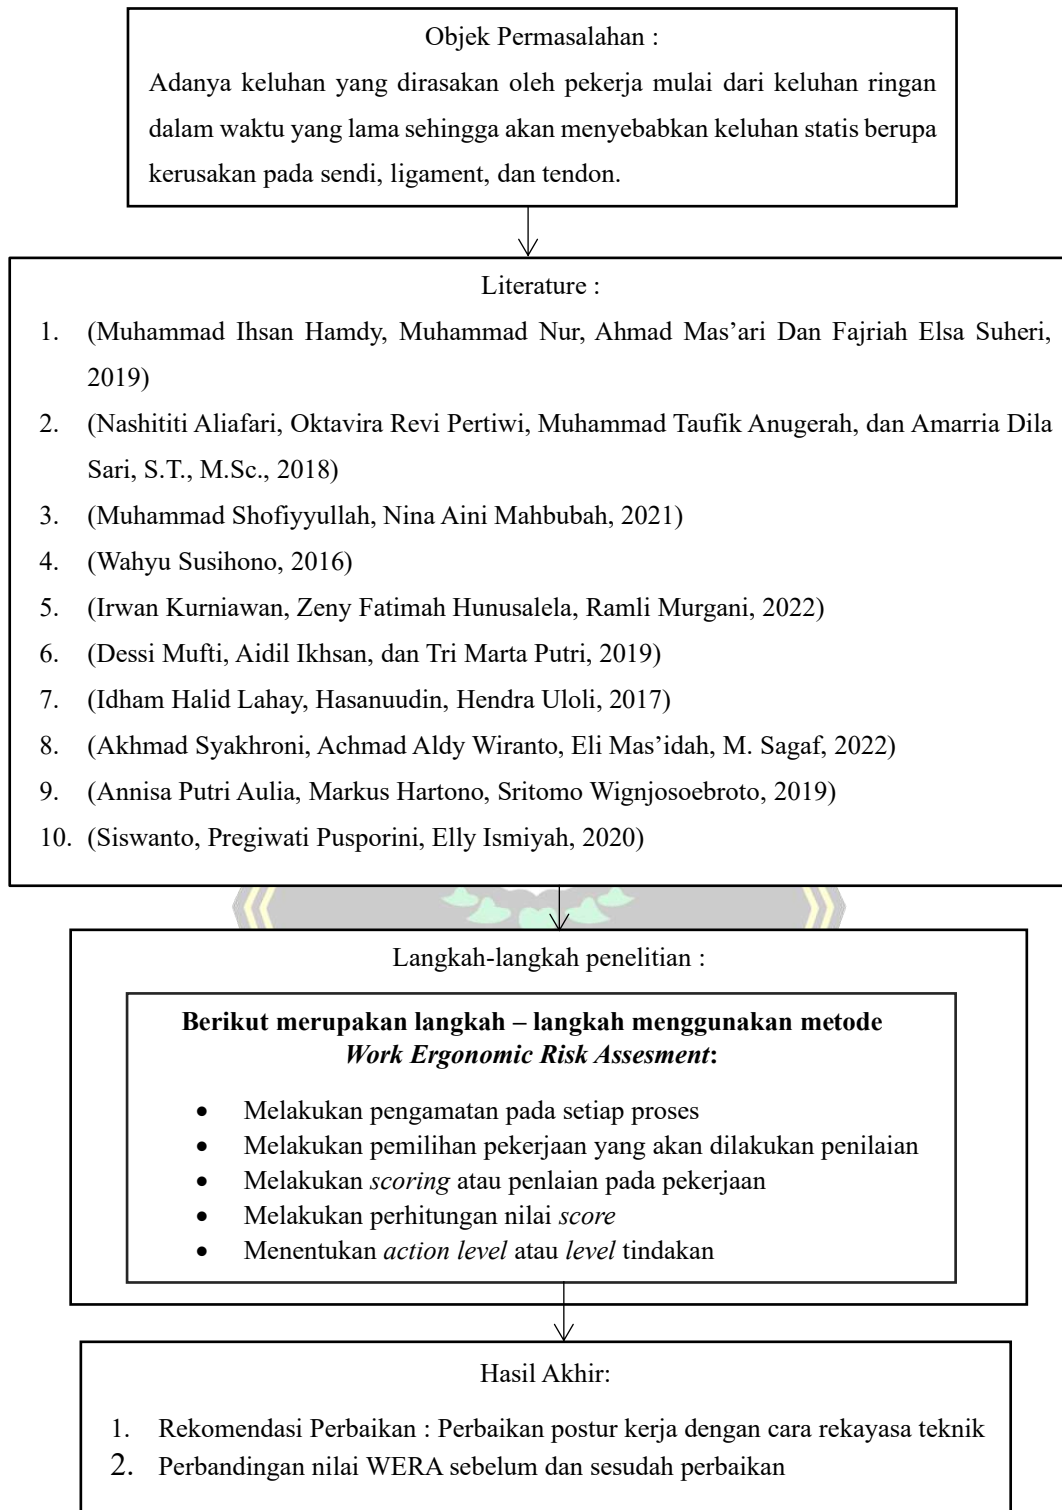 Objek Permasalahan :
Adanya keluhan yang dirasakan oleh pekerja mulai dari keluhan ringan
dalam waktu yang lama sehingga akan menyebabkan keluhan statis berupa
kerusakan pada sendi, ligament, dan tendon.
Literature :
1. (Muhammad Ihsan Hamdy, Muhammad Nur, Ahmad Mas’ari Dan Fajriah Elsa Suheri,
2019)
2. (Nashititi Aliafari, Oktavira Revi Pertiwi, Muhammad Taufik Anugerah, dan Amarria Dila
Sari, S.T., M.Sc., 2018)
3. (Muhammad Shofiyyullah, Nina Aini Mahbubah, 2021)
4. (Wahyu Susihono, 2016)
5. (Irwan Kurniawan, Zeny Fatimah Hunusalela, Ramli Murgani, 2022)
6. (Dessi Mufti, Aidil Ikhsan, dan Tri Marta Putri, 2019)
7. (Idham Halid Lahay, Hasanuudin, Hendra Uloli, 2017)
8. (Akhmad Syakhroni, Achmad Aldy Wiranto, Eli Mas’idah, M. Sagaf, 2022)
9. (Annisa Putri Aulia, Markus Hartono, Sritomo Wignjosoebroto, 2019)
10. (Siswanto, Pregiwati Pusporini, Elly Ismiyah, 2020)
Langkah-langkah penelitian :
Berikut merupakan langkah – langkah menggunakan metode
Work Ergonomic Risk Assesment:
• Melakukan pengamatan pada setiap proses
• Melakukan pemilihan pekerjaan yang akan dilakukan penilaian
• Melakukan scoring atau penlaian pada pekerjaan
• Melakukan perhitungan nilai score
• Menentukan action level atau level tindakan
Hasil Akhir:
1. Rekomendasi Perbaikan : Perbaikan postur kerja dengan cara rekayasa teknik
2. Perbandingan nilai WERA sebelum dan sesudah perbaikan